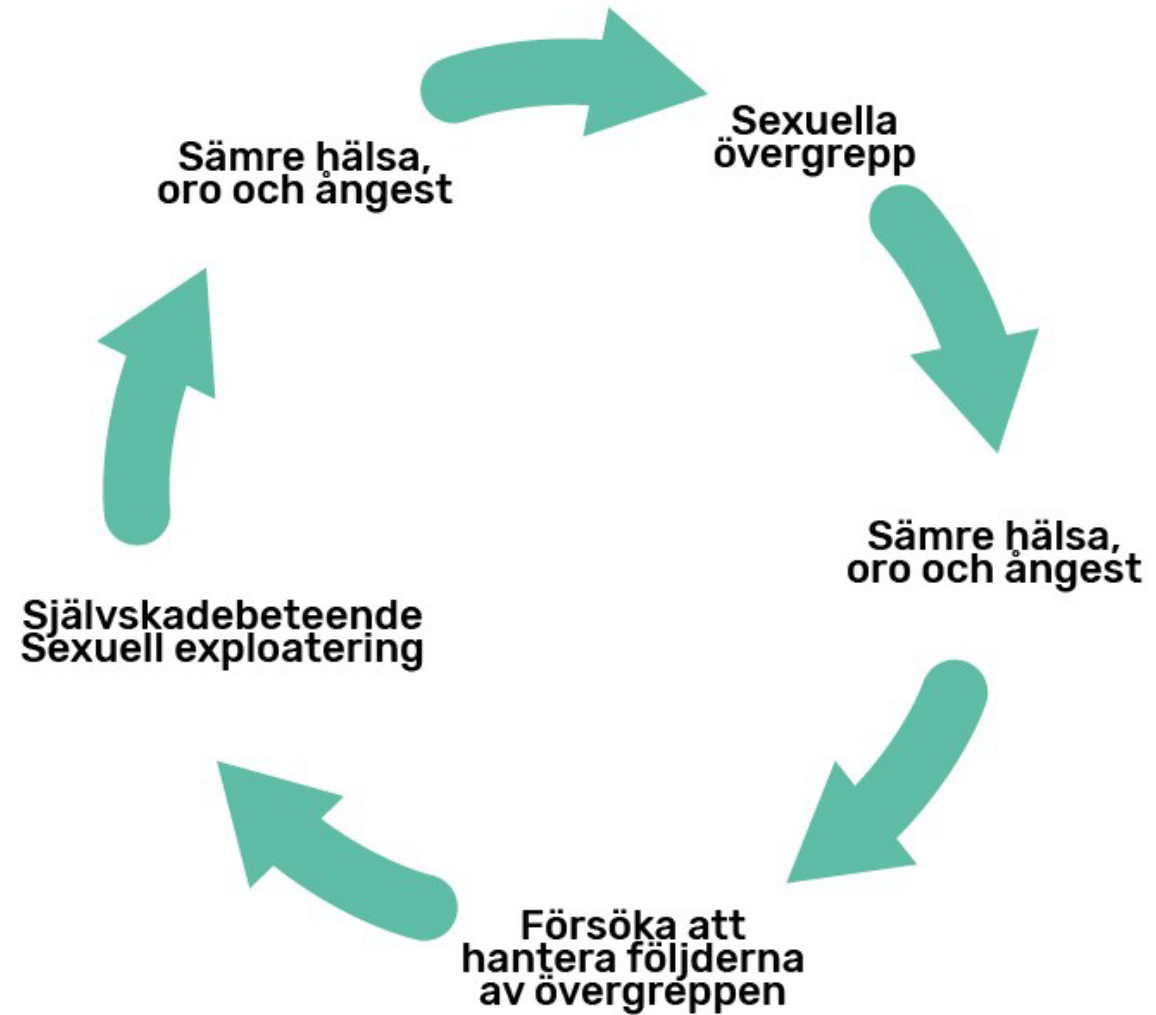 Sexuella
övergrepp
Sämre hälsa,
oro och ångest
Försöka att
hantera följderna
av övergreppen
Självskadebeteende
Sexuell exploatering
Sämre hälsa,
oro och ångest